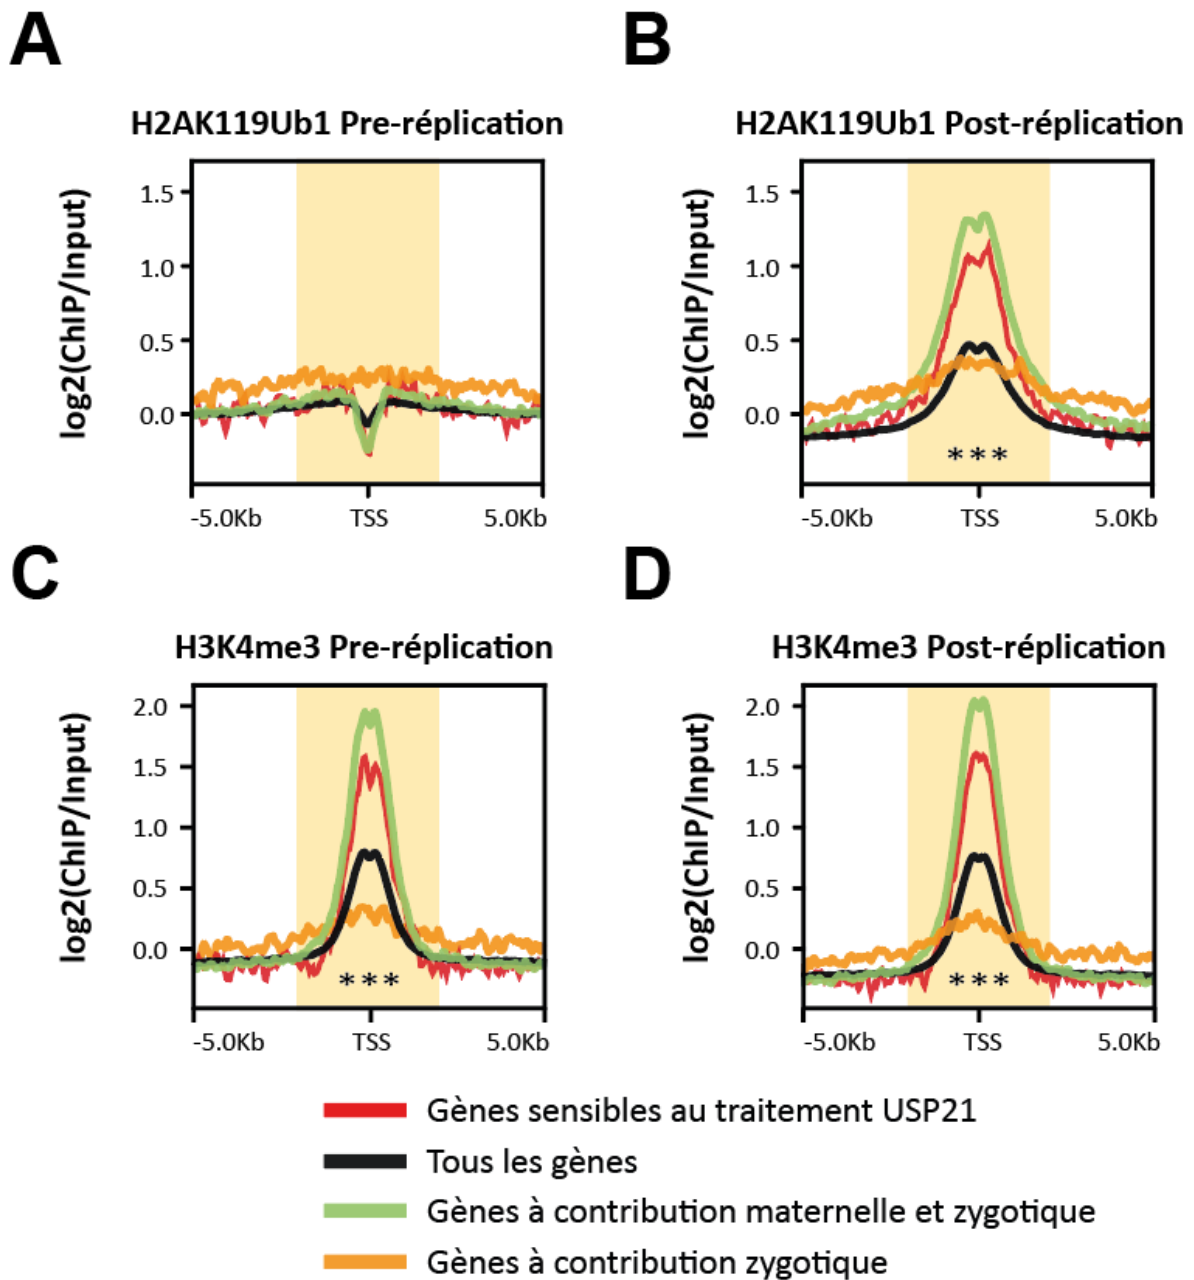 A
B
H2AK119Ub1 Pre-réplication
H2AK119Ub1 Post-réplication
log2(ChIP/Input)
1.5
1.0
0.5
0.0
-5.0Kb TSS 5.0Kb
log2(ChIP/Input)
1.5
1.0
0.5
0.0
***
-5.0Kb TSS 5.0Kb
C
D
H3K4me3 Pre-réplication
H3K4me3 Post-réplication
log2(ChIP/Input)
2.0
1.5
1.0
0.5
0.0
***
-5.0Kb TSS 5.0Kb
log2(ChIP/Input)
2.0
1.5
1.0
0.5
0.0
***
-5.0Kb TSS 5.0Kb
Gènes sensibles au traitement USP21
Tous les gènes
Gènes à contribution maternelle et zygotique
Gènes à contribution zygotique